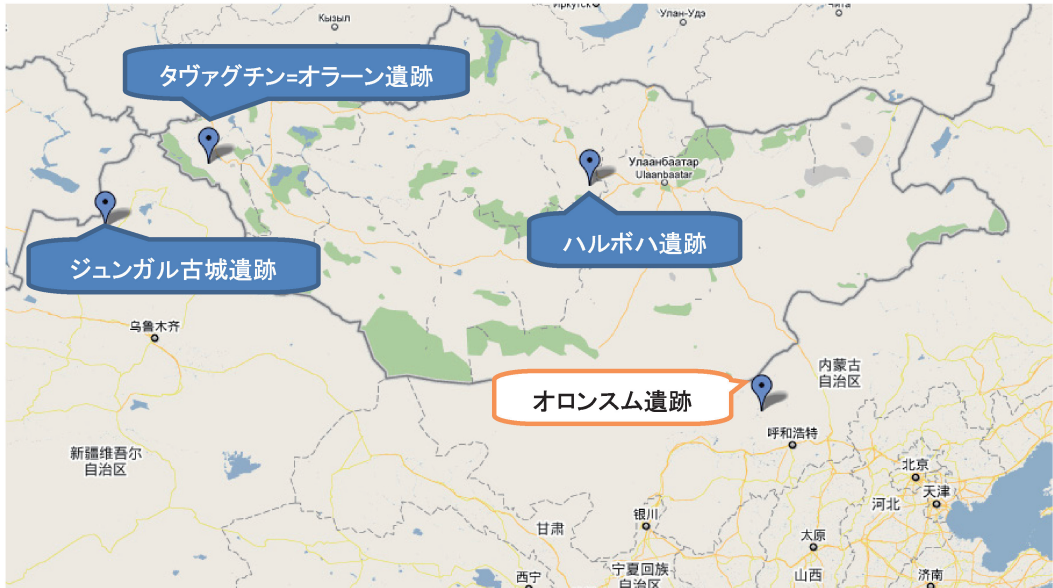 Кызыл
Иркутск
Улан-Удэ
Чита
タヴァグチン=オラーン遺跡
Улаанбаатар
Ulaanbaatar
ハルボハ遺跡
ジュンガル古城遺跡
乌鲁木齐
内蒙古
自治区
オロンスム遺跡
呼和浩特
新疆维吾尔
自治区
北京
天津
河北
银川
甘肃
太原
宁夏回族
自治区
山西
西宁
济南